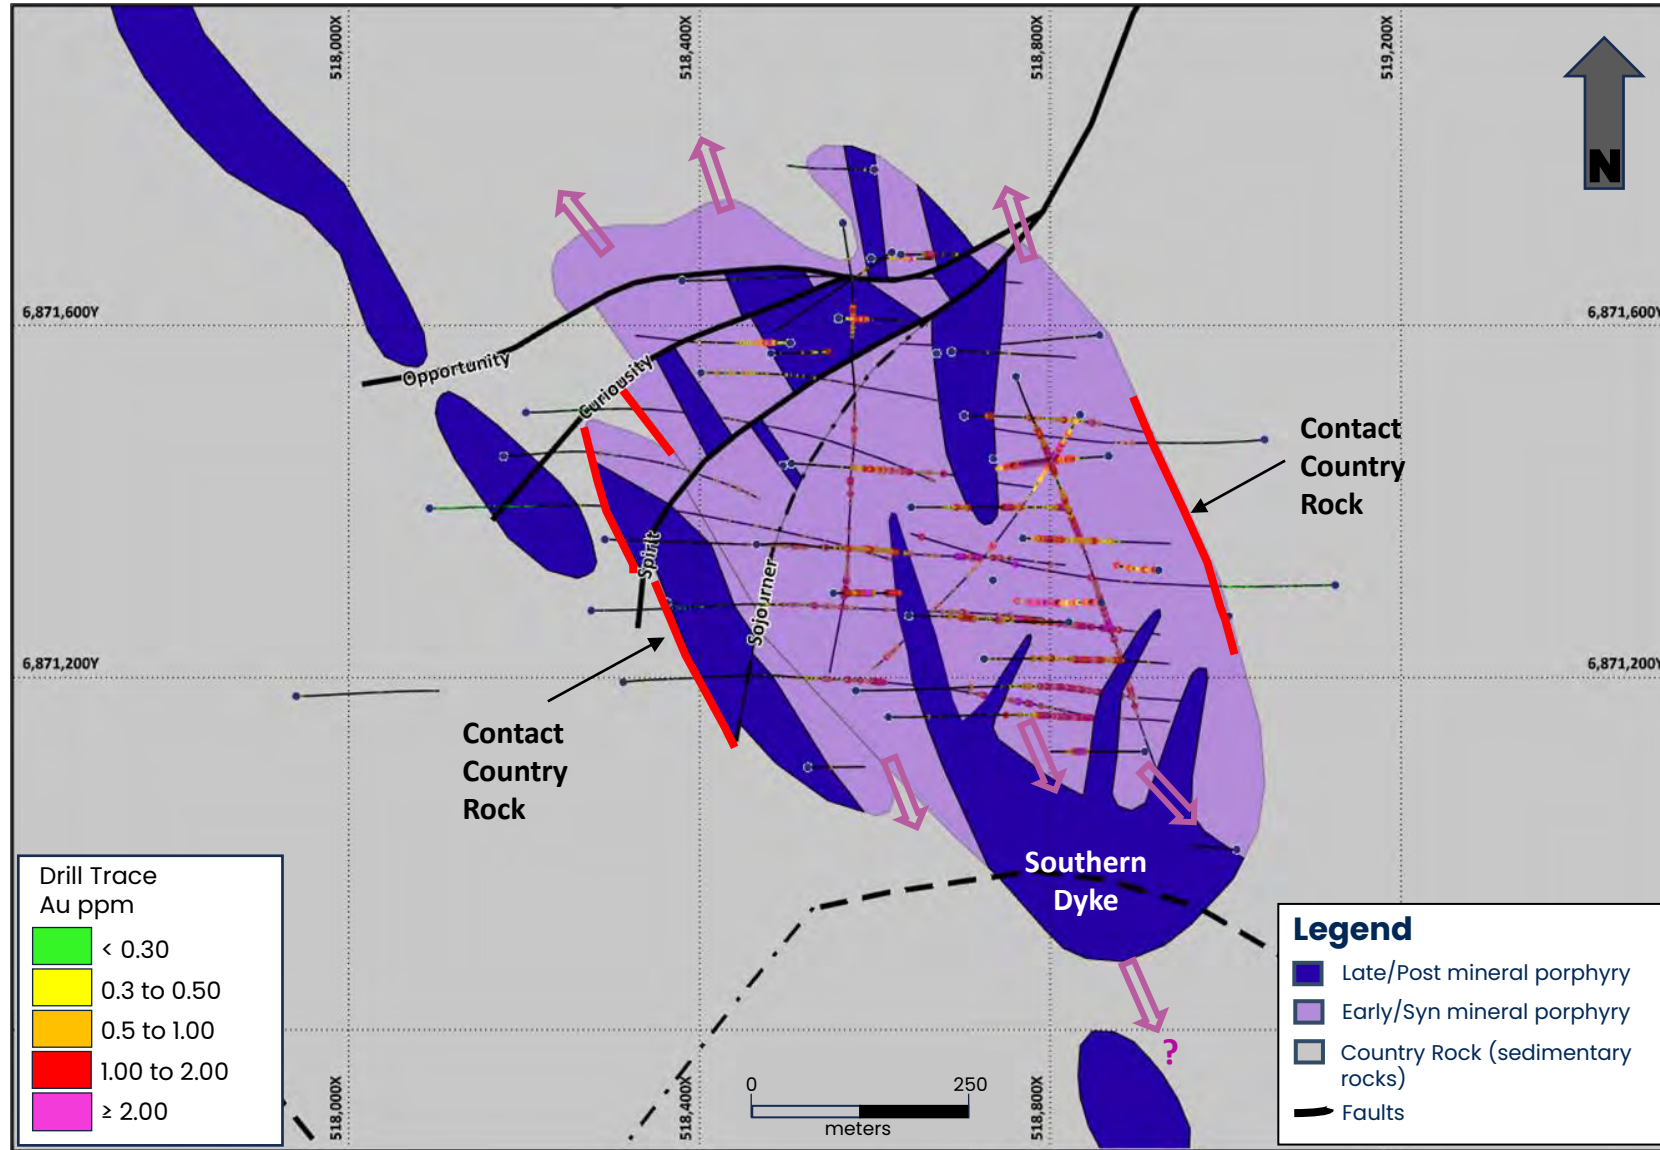 518,000X
518,400X
518,800X
519,200X
N
6,871,600Y
6,871,600Y
Opportunity
Curiousity
Contact
Country
Rock
Spirit
Sojourner
6,871,200Y
6,871,200Y
Contact
Country
Rock
Southern
Dyke
Drill Trace
Au ppm
< 0.30
0.3 to 0.50
0.5 to 1.00
1.00 to 2.00
≥ 2.00
Legend
Late/Post mineral porphyry
Early/Syn mineral porphyry
Country Rock (sedimentary
rocks)
Faults
?
0
250
meters
518,000X
518,400X
518,800X